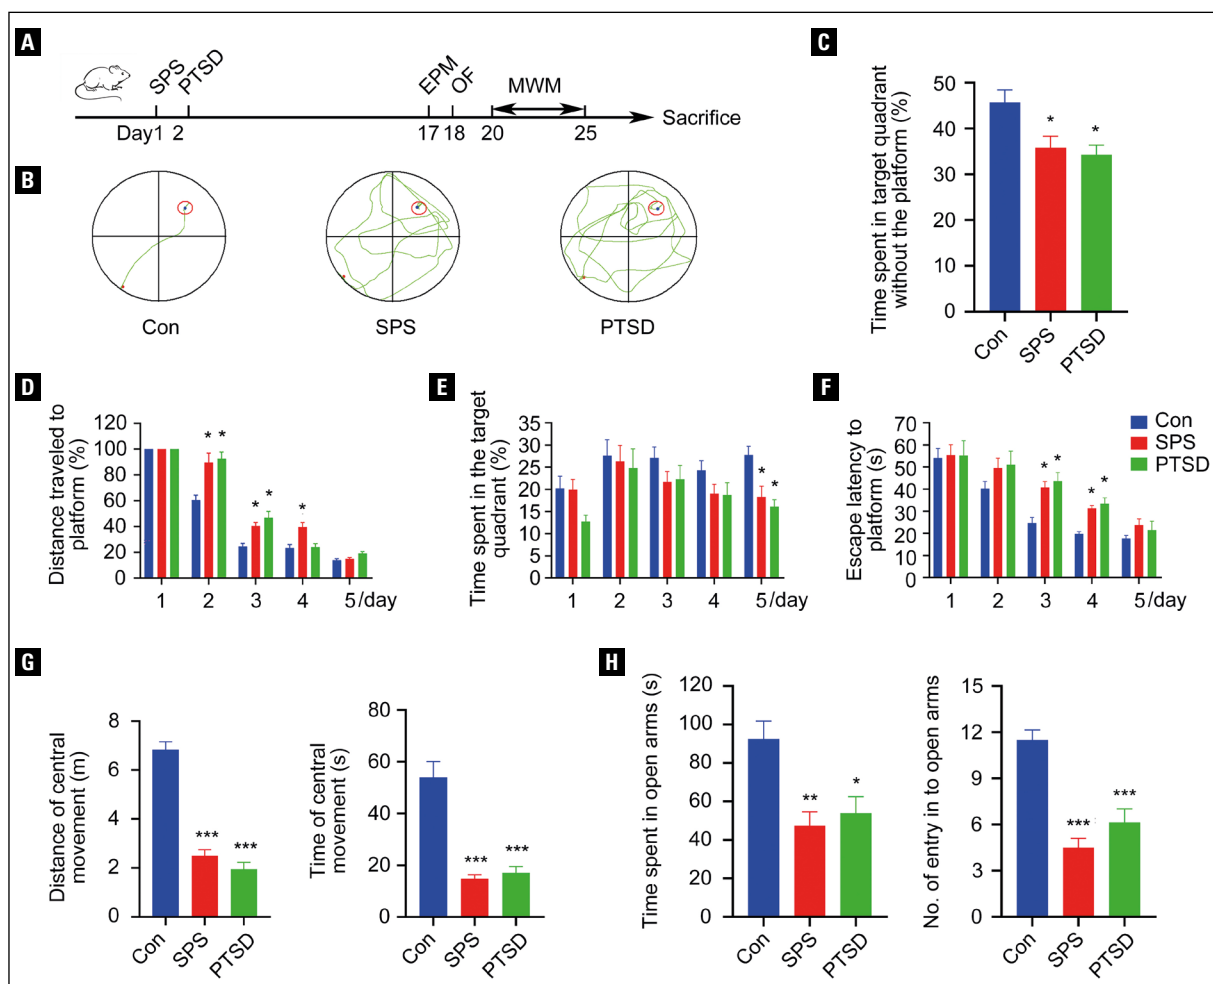 A
SPS
PTSD
EPM
OF
MWM
Sacrifice
Day1
2
17
18
20
25
B
Con
SPS
PTSD
C
Time spent in target quadrant
without the platform (%)
50
40
30
20
10
0
*
*
Con
SPS
PTSD
D
Distance traveled to
platform (%)
120
100
80
60
40
20
0
* *
* *
*
1 2 3 4 5/day
E
Time spent in the target
quadrant (%)
35
30
25
20
15
10
5
0
*
*
1 2 3 4 5/day
F
Escape latency to
platform (s)
70
60
50
40
30
20
10
0
* *
* *
1 2 3 4 5/day
Con
SPS
PTSD
G
Distance of central
movement (m)
8
6
4
2
0
***
***
Con
SPS
PTSD
Time of central
movement (s)
80
60
40
20
0
***
***
Con
SPS
PTSD
H
Time spent in open arms (s)
120
100
80
60
40
20
0
**
*
Con
SPS
PTSD
No. of entry in to open arms
15
12
9
6
3
0
***
***
Con
SPS
PTSD